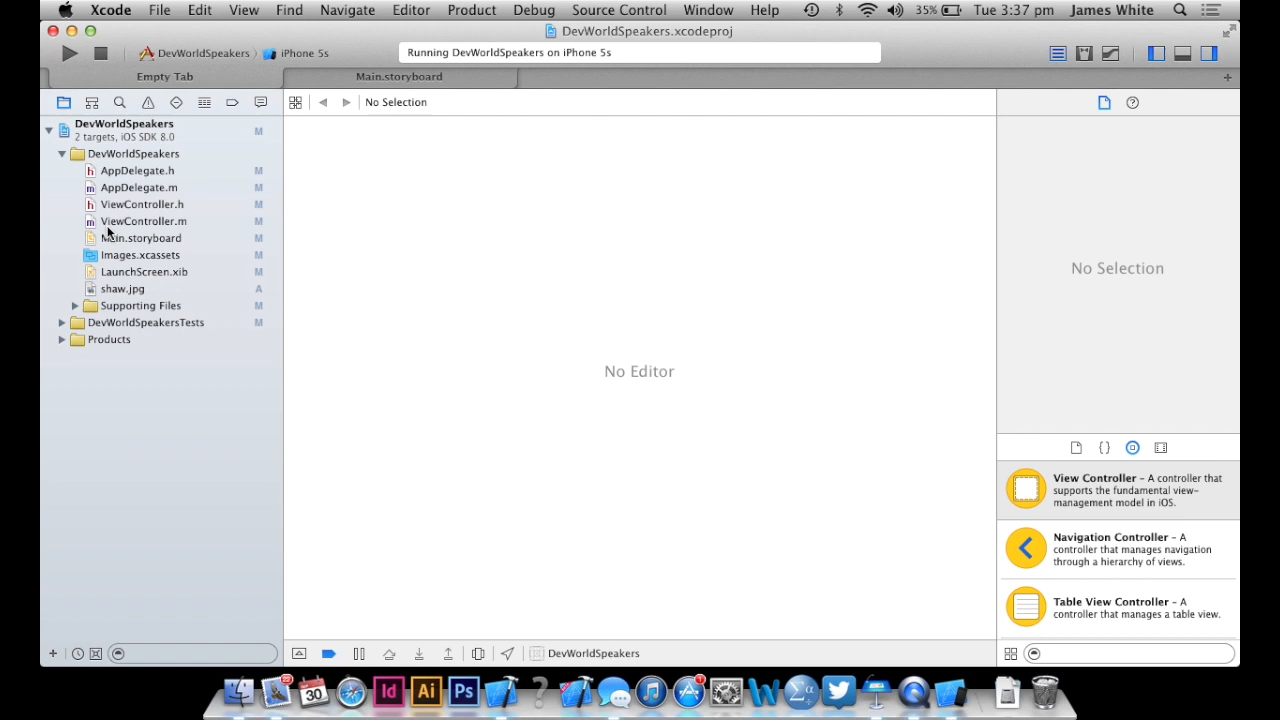 Xcode File Edit View Find Navigate Editor Product Debug Source Control Window Help 35% Tue 3:37 pm James White
DevWorldSpeakers.xcodeproj
DevWorldSpeakers iPhone 5s Running DevWorldSpeakers on iPhone 5s
Empty Tab Main.storyboard
No Selection
DevWorldSpeakers M
2 targets, iOS SDK 8.0
DevWorldSpeakers
h AppDelegate.h M
m AppDelegate.m M
h ViewController.h M
m ViewController.m M
Main.storyboard M
Images.xcassets M
LaunchScreen.xib M
shaw.jpg A
Supporting Files M
DevWorldSpeakersTests M
Products
No Editor
No Selection
View Controller – A controller that
supports the fundamental view-
management model in iOS.
Navigation Controller – A
controller that manages navigation
through a hierarchy of views.
Table View Controller – A
controller that manages a table view.
DevWorldSpeakers
22 30 Id Ai Ps ? 1 W